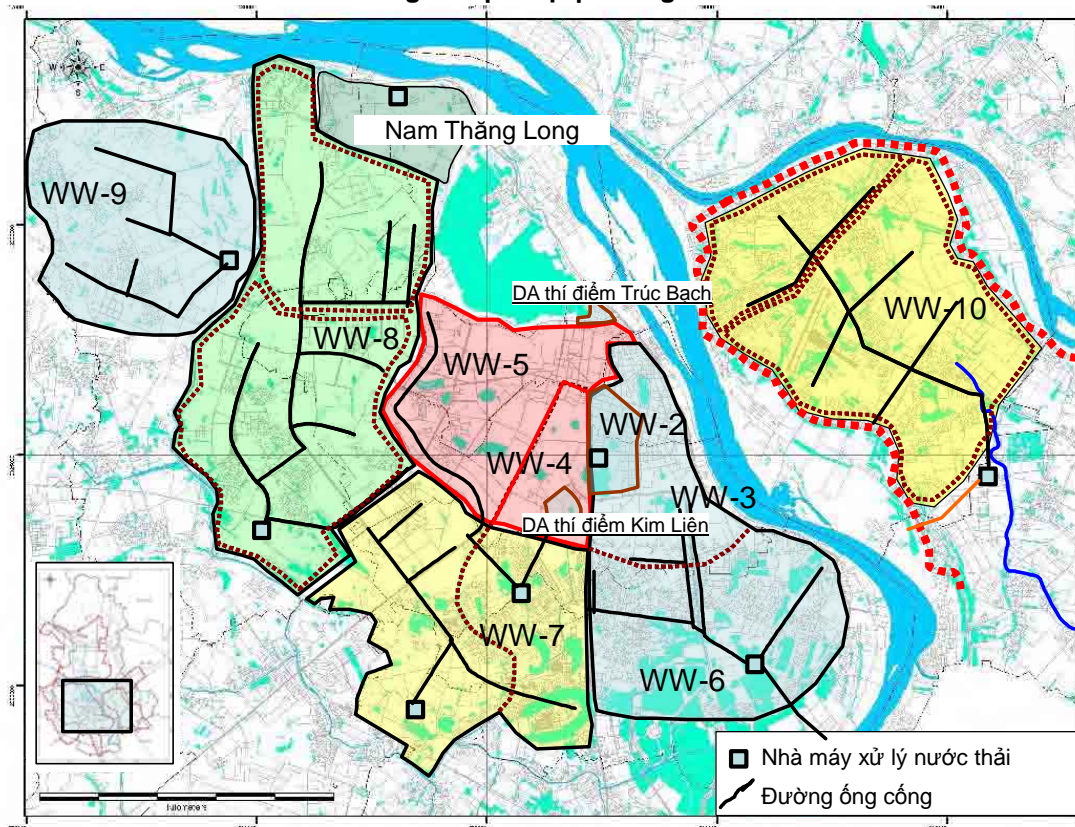 Nam Thăng Long
WW-9
DA thí điểm Trúc Bạch
WW-10
WW-8
WW-5
WW-2
WW-4
WW-3
DA thí điểm Kim Liên
WW-7
WW-6
Nhà máy xử lý nước thải
Đường ống cống
N
W
E
S